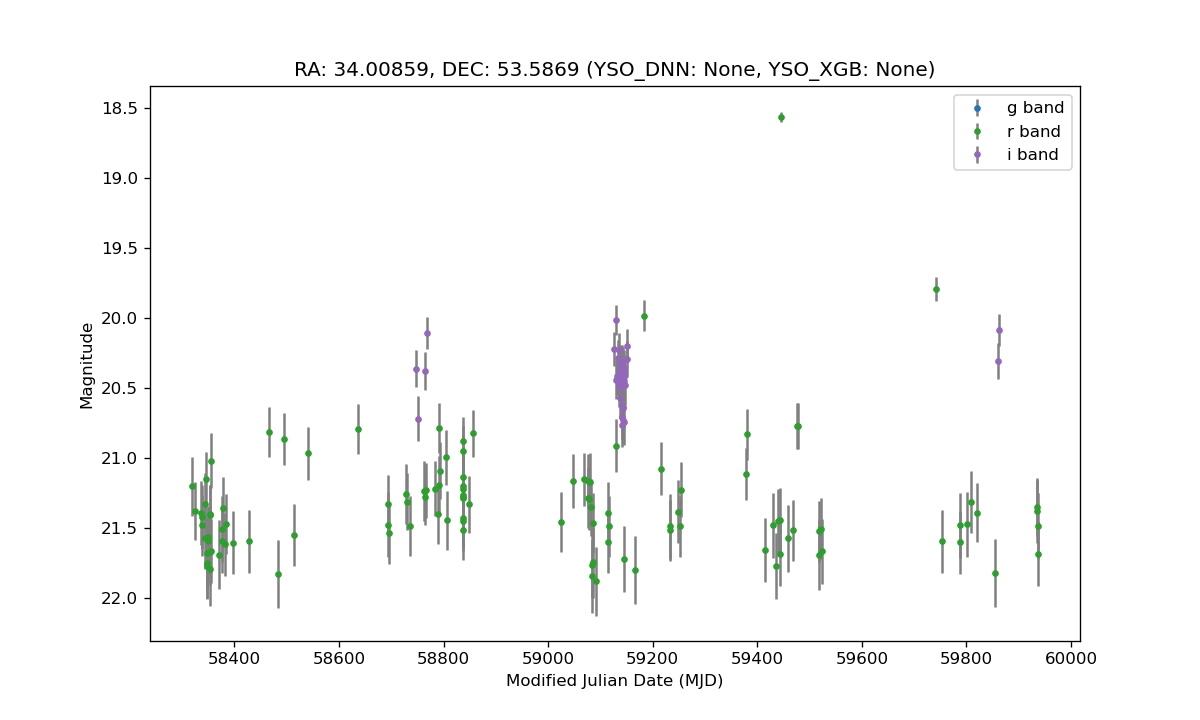 RA: 34.00859, DEC: 53.5869 (YSO_DNN: None, YSO_XGB: None)
g band
r band
i band
18.5
19.0
19.5
20.0
20.5
21.0
21.5
22.0
Magnitude
58400 58600 58800 59000 59200 59400 59600 59800 60000
Modified Julian Date (MJD)